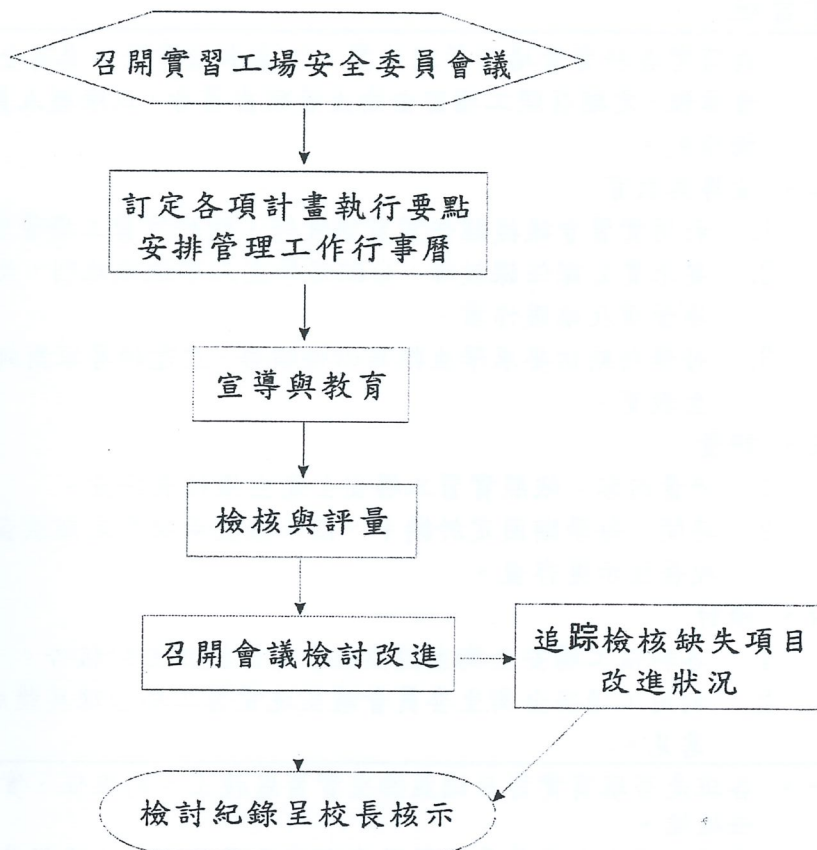 召開實習工場安全委員會議
訂定各項計畫執行要點
安排管理工作行事曆
宣導與教育
檢核與評量
召開會議檢討改進
追踪檢核缺失項目
改進狀況
檢討紀錄呈校長核示